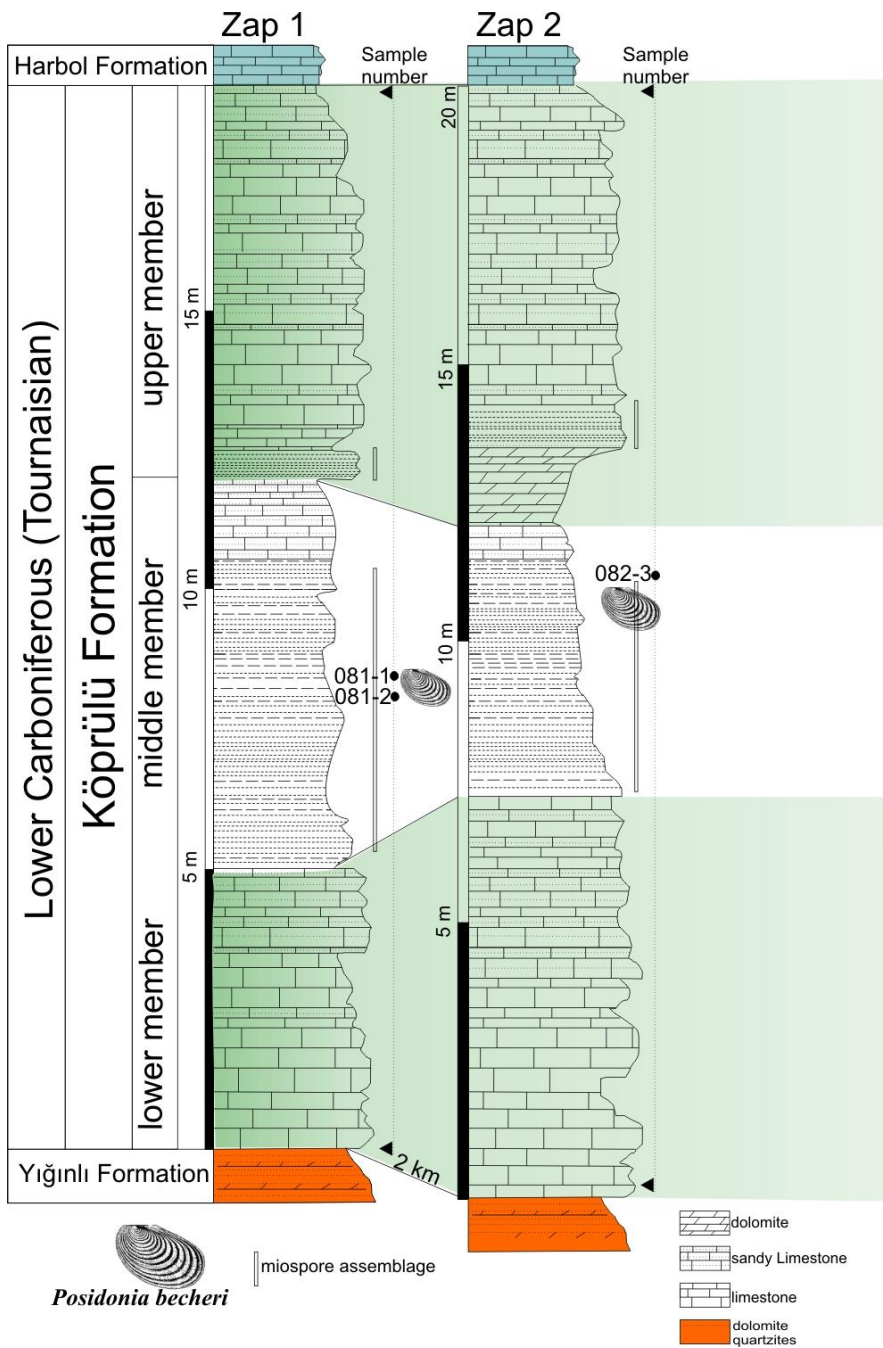 Zap 1
Zap 2
Harbol Formation
Sample
number
Sample
number
20 m
15 m
15 m
10 m
10 m
5 m
5 m
Lower Carboniferous (Tournaisian)
Köprülü Formation
upper member
middle member
lower member
081-1
081-2
082-3
2 km
Yığınlı Formation
Posidonia becheri
miospore assemblage
dolomite
sandy Limestone
limestone
dolomite
quartzites